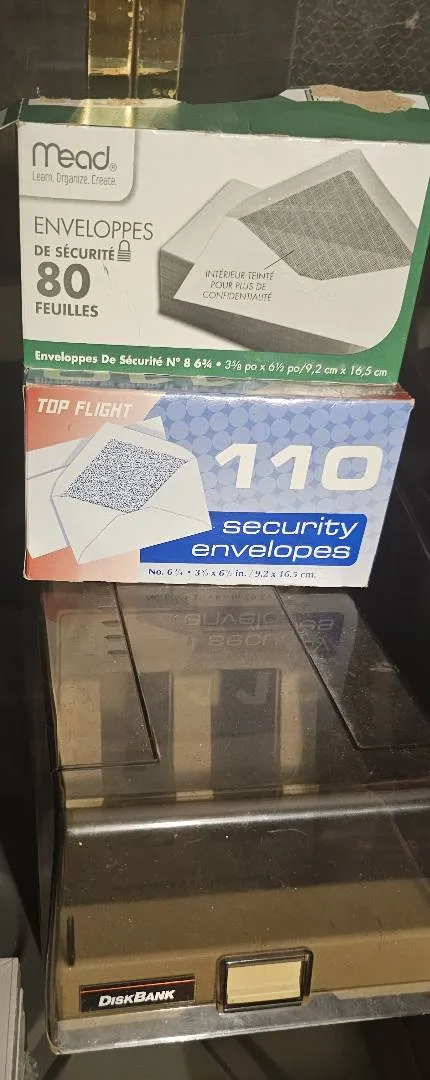 Mead®
Learn. Organize. Create.
ENVELOPPES
DE SÉCURITÉ
80
FEUILLES
INTÉRIEUR TEINTÉ
POUR PLUS DE
CONFIDENTIALITÉ
Enveloppes De Sécurité Nº 8 6¾ • 3⅝ po x 6½ po/9,2 cm x 16,5 cm
TOP FLIGHT
110
security
envelopes
No. 6¾ • 3⅝ x 6½ in. / 9.2 x 16.5 cm.
DISKBANK